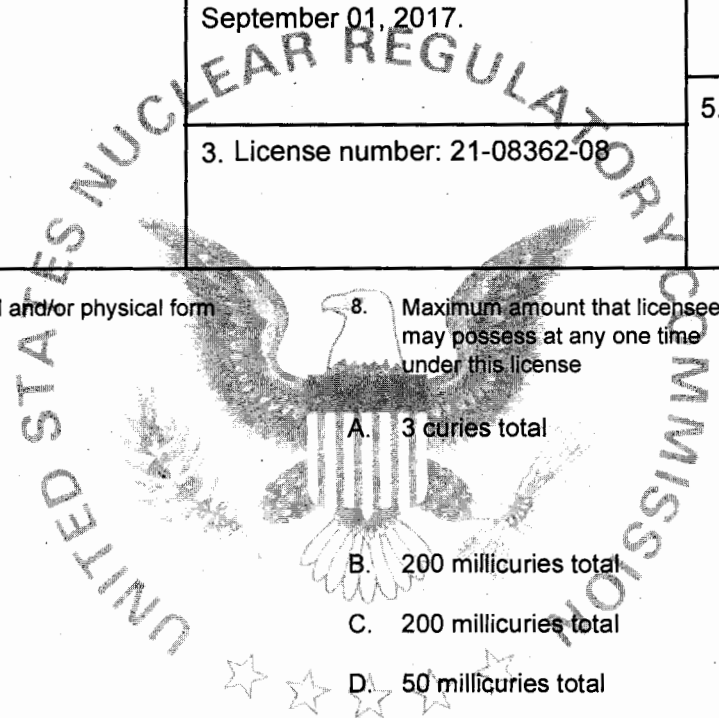 September 01, 2017.
5.
3. License number: 21-08362-08
and/or physical form
8. Maximum amount that licensee
may possess at any one time
under this license
A. 3 curies total
B. 200 millicuries total
C. 200 millicuries total
D. 50 millicuries total
UNITED STATES NUCLEAR REGULATORY COMMISSION